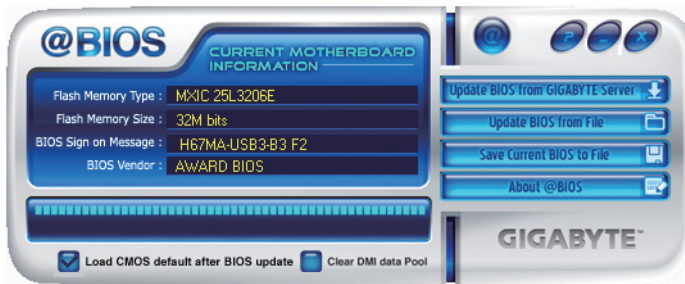 @BIOS
CURRENT MOTHERBOARD
INFORMATION
Flash Memory Type : MXIC 25L3206E
Flash Memory Size : 32M bits
BIOS Sign on Message : H67MA-USB3-B3 F2
BIOS Vendor : AWARD BIOS
Load CMOS default after BIOS update Clear DMI data Pool
@ ? – X
Update BIOS from GIGABYTE Server
Update BIOS from File
Save Current BIOS to File
About @BIOS
GIGABYTE™